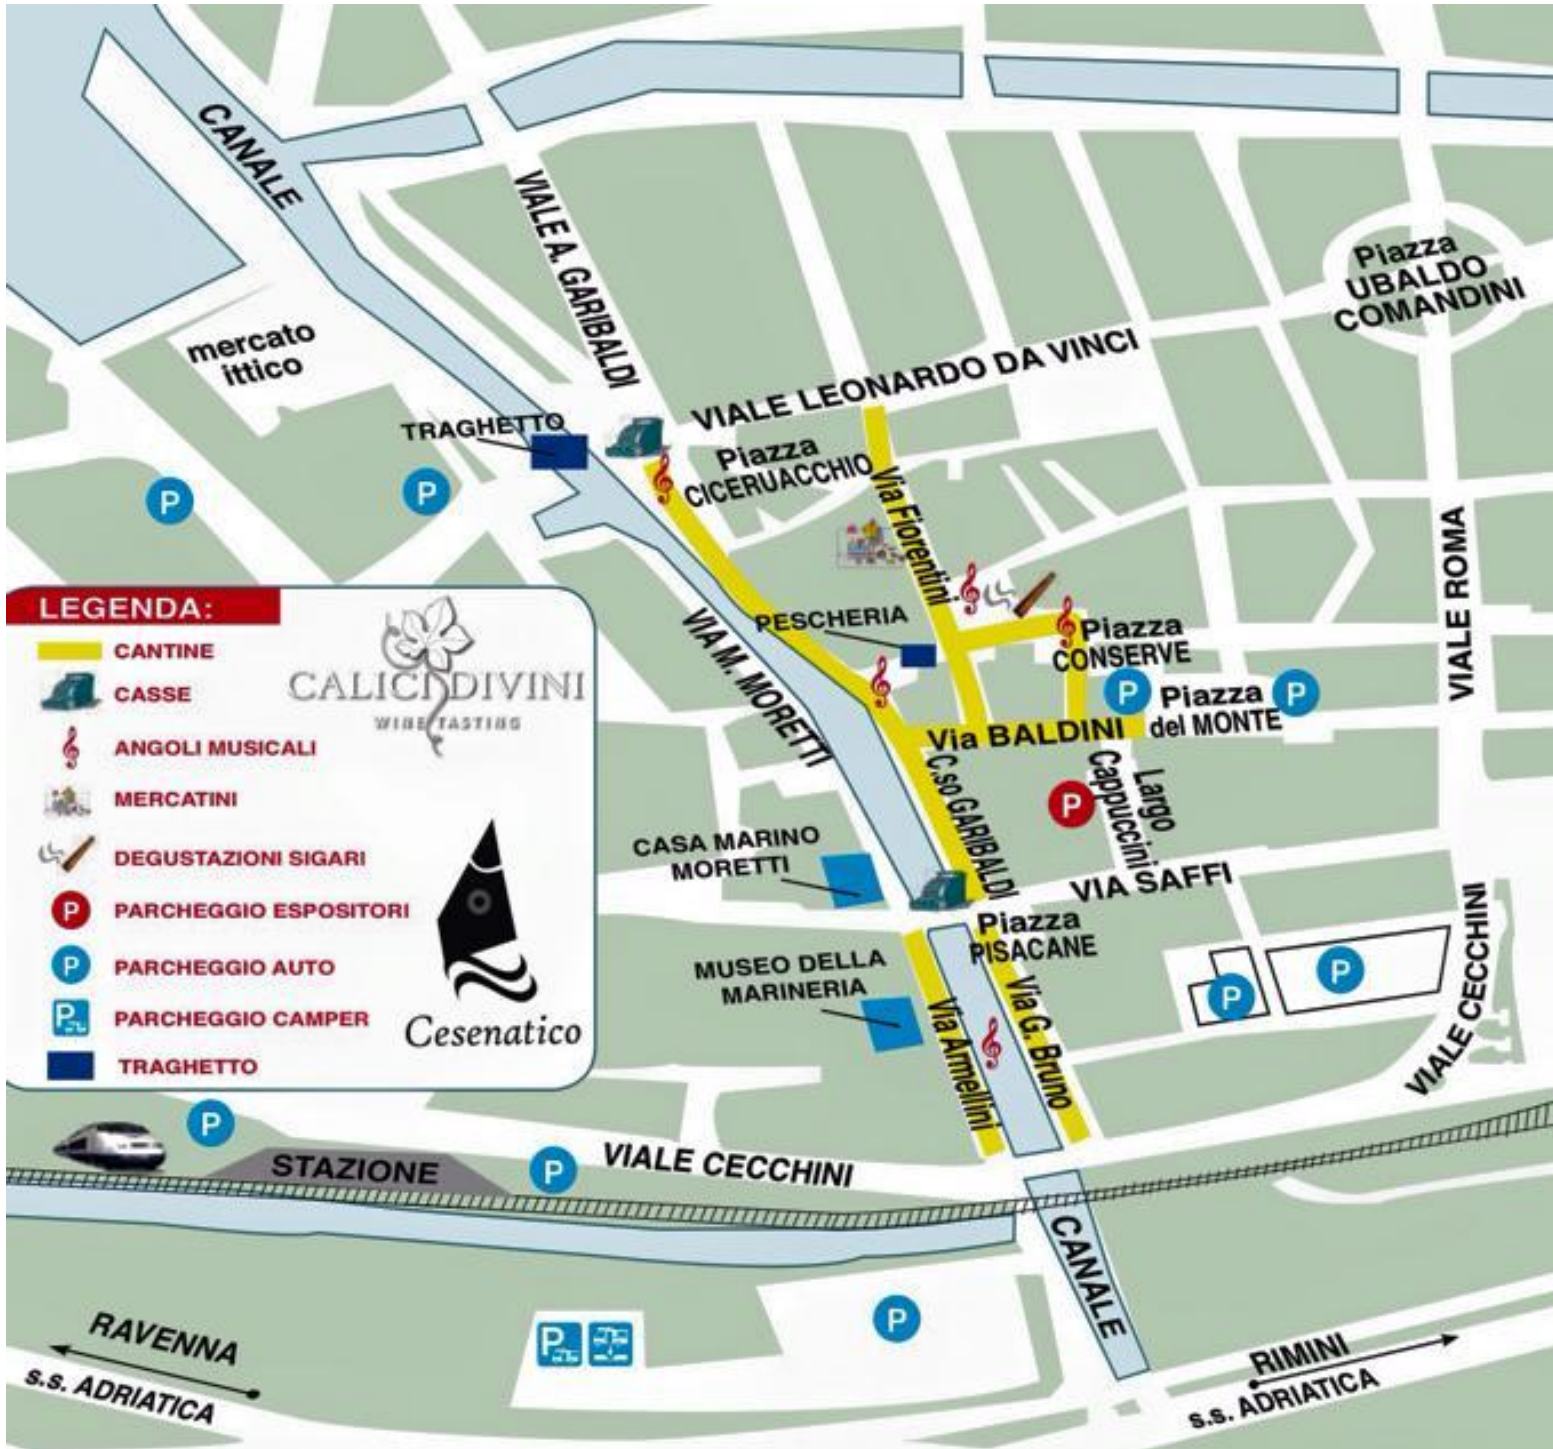 CANALE
VIALE A. GARIBALDI
Piazza
UBALDO
COMANDINI
mercato
ittico
VIALE LEONARDO DA VINCI
TRAGHETTO
Piazza
CICERUACCHIO
P
P
Via Fiorentini
VIALE ROMA
PESCHERIA
VIA M. MORETTI
Piazza
CONSERVE
P
Piazza
del MONTE
P
Via BALDINI
C.so GARIBALDI
P
Largo
Cappuccini
CASA MARINO
MORETTI
VIA SAFFI
Piazza
PISACANE
MUSEO DELLA
MARINERIA
Via Armellini
Via G. Bruno
P
P
VIALE CECCHINI
LEGENDA:
CANTINE
CASSE
ANGOLI MUSICALI
MERCATINI
DEGUSTAZIONI SIGARI
P PARCHEGGIO ESPOSITORI
P PARCHEGGIO AUTO
P PARCHEGGIO CAMPER
TRAGHETTO
CALICI DIVINI
WINE TASTING
Cesenatico
P
STAZIONE
P
VIALE CECCHINI
CANALE
P
P
RAVENNA
s.s. ADRIATICA
RIMINI
s.s. ADRIATICA